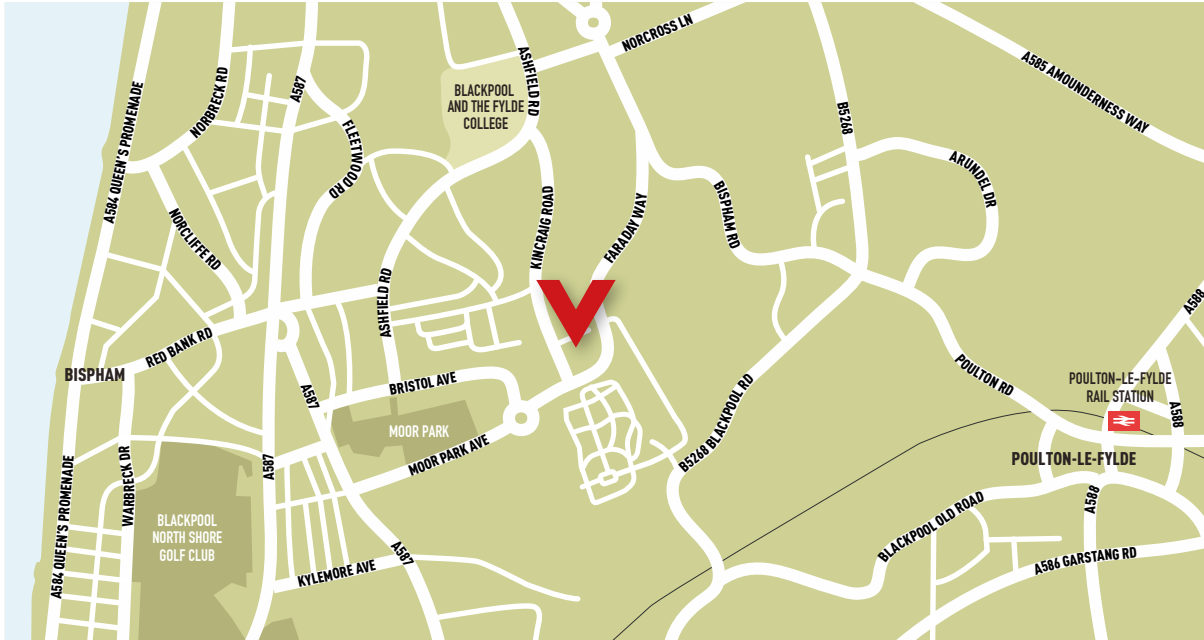 NORCROSS LN
ASHFIELD RD
A585 AMOUNDERNESS WAY
A584 QUEEN'S PROMENADE
NORBRECK RD
A587
FLEETWOOD RD
BLACKPOOL
AND THE FYLDE
COLLEGE
B5268
ARUNDEL DR
BISPHAM RD
NORCLIFFE RD
KINCRAIG ROAD
FARADAY WAY
ASHFIELD RD
A588
RED BANK RD
BISPHAM
BRISTOL AVE
A587
MOOR PARK
MOOR PARK AVE
POULTON RD
POULTON-LE-FYLDE
RAIL STATION
A588
B5268 BLACKPOOL RD
POULTON-LE-FYLDE
A584 QUEEN'S PROMENADE
WARBRECK DR
A587
BLACKPOOL
NORTH SHORE
GOLF CLUB
A588
BLACKPOOL OLD ROAD
A587
KYLEMORE AVE
A586 GARSTANG RD